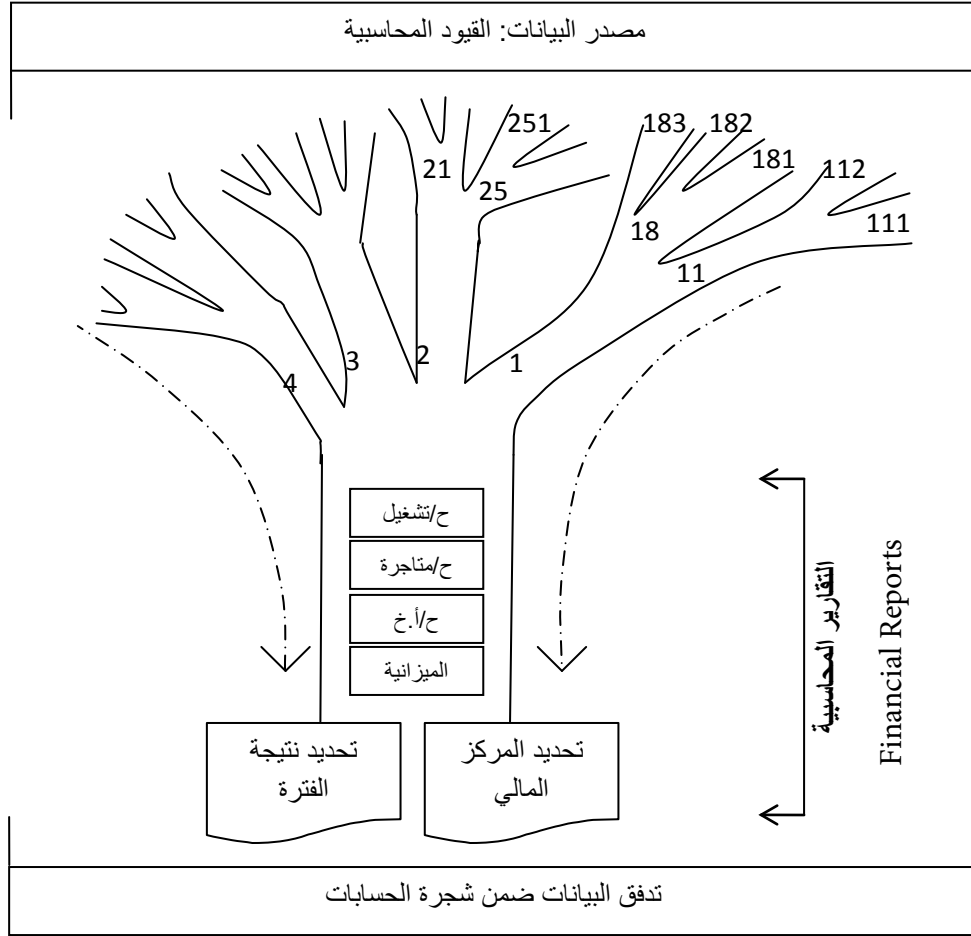 مصدر البيانات: القيود المحاسبية
251
183
182
21
181
112
25
18
111
11
3
2
1
4
ح/تشغيل
ح/متاجرة
ح/أ.خ
الميزانية
التقارير المحاسبية
Financial Reports
تحديد المركز
المالي
تحديد نتيجة
الفترة
تدفق البيانات ضمن شجرة الحسابات